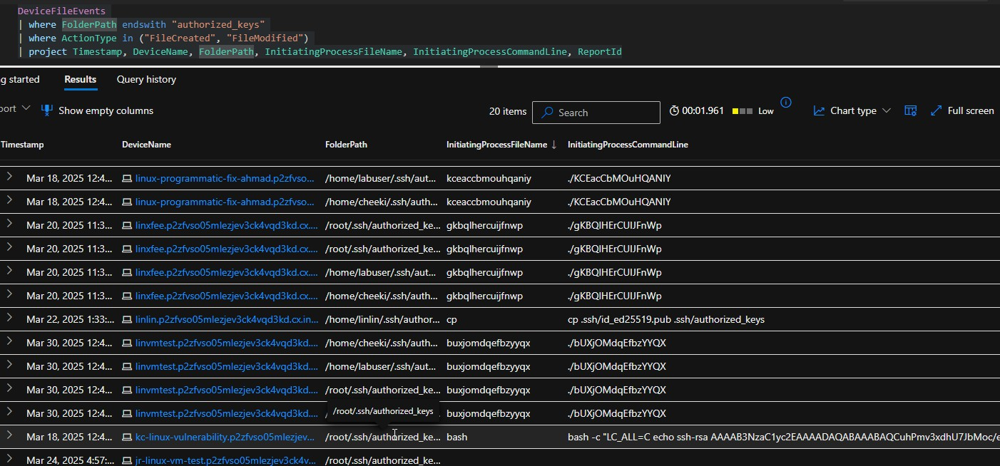 DeviceFileEvents
| where FolderPath endswith "authorized_keys"
| where ActionType in ("FileCreated", "FileModified")
| project Timestamp, DeviceName, FolderPath, InitiatingProcessFileName, InitiatingProcessCommandLine, ReportId
g started Results Query history
port Show empty columns 20 items Search 00:01.961 Low Chart type Full screen
Timestamp DeviceName FolderPath InitiatingProcessFileName ↓ InitiatingProcessCommandLine
Mar 18, 2025 12:4... linux-programmatic-fix-ahmad.p2zfvso... /home/labuser/.ssh/aut... kceaccbmouhqaniy ./KCEacCbMOuHQANIY
Mar 18, 2025 12:4... linux-programmatic-fix-ahmad.p2zfvso... /home/cheeki/.ssh/auth... kceaccbmouhqaniy ./KCEacCbMOuHQANIY
Mar 20, 2025 11:3... linxfee.p2zfvso05mlezjev3ck4vqd3kd.cx.... /root/.ssh/authorized_ke... gkbqlhercuijfnwp ./gKBQlHErCUIJFnWp
Mar 20, 2025 11:3... linxfee.p2zfvso05mlezjev3ck4vqd3kd.cx.... /root/.ssh/authorized_ke... gkbqlhercuijfnwp ./gKBQlHErCUIJFnWp
Mar 20, 2025 11:3... linxfee.p2zfvso05mlezjev3ck4vqd3kd.cx.... /home/labuser/.ssh/aut... gkbqlhercuijfnwp ./gKBQlHErCUIJFnWp
Mar 20, 2025 11:3... linxfee.p2zfvso05mlezjev3ck4vqd3kd.cx.... /home/cheeki/.ssh/auth... gkbqlhercuijfnwp ./gKBQlHErCUIJFnWp
Mar 22, 2025 1:33:... linlin.p2zfvso05mlezjev3ck4vqd3kd.cx.in... /home/linlin/.ssh/author... cp cp .ssh/id_ed25519.pub .ssh/authorized_keys
Mar 30, 2025 12:4... linvmtest.p2zfvso05mlezjev3ck4vqd3kd.... /home/cheeki/.ssh/auth... buxjomdqefbzyyqx ./bUXjOMdqEfbzYYQX
Mar 30, 2025 12:4... linvmtest.p2zfvso05mlezjev3ck4vqd3kd.... /home/labuser/.ssh/aut... buxjomdqefbzyyqx ./bUXjOMdqEfbzYYQX
Mar 30, 2025 12:4... linvmtest.p2zfvso05mlezjev3ck4vqd3kd.... /root/.ssh/authorized_ke... buxjomdqefbzyyqx ./bUXjOMdqEfbzYYQX
Mar 30, 2025 12:4... linvmtest.p2zfvso05mlezjev3ck4vqd3kd.... /root/.ssh/authorized_keys buxjomdqefbzyyqx ./bUXjOMdqEfbzYYQX
Mar 18, 2025 12:4... kc-linux-vulnerability.p2zfvso05mlezjev... /root/.ssh/authorized_ke... bash bash -c "LC_ALL=C echo ssh-rsa AAAAB3NzaC1yc2EAAAADAQABAAABAQCuhPmv3xdhU7JbMoc/e
Mar 24, 2025 4:57:... jr-linux-vm-test.p2zfvso05mlezjev3ck4v... /root/.ssh/authorized_ke...